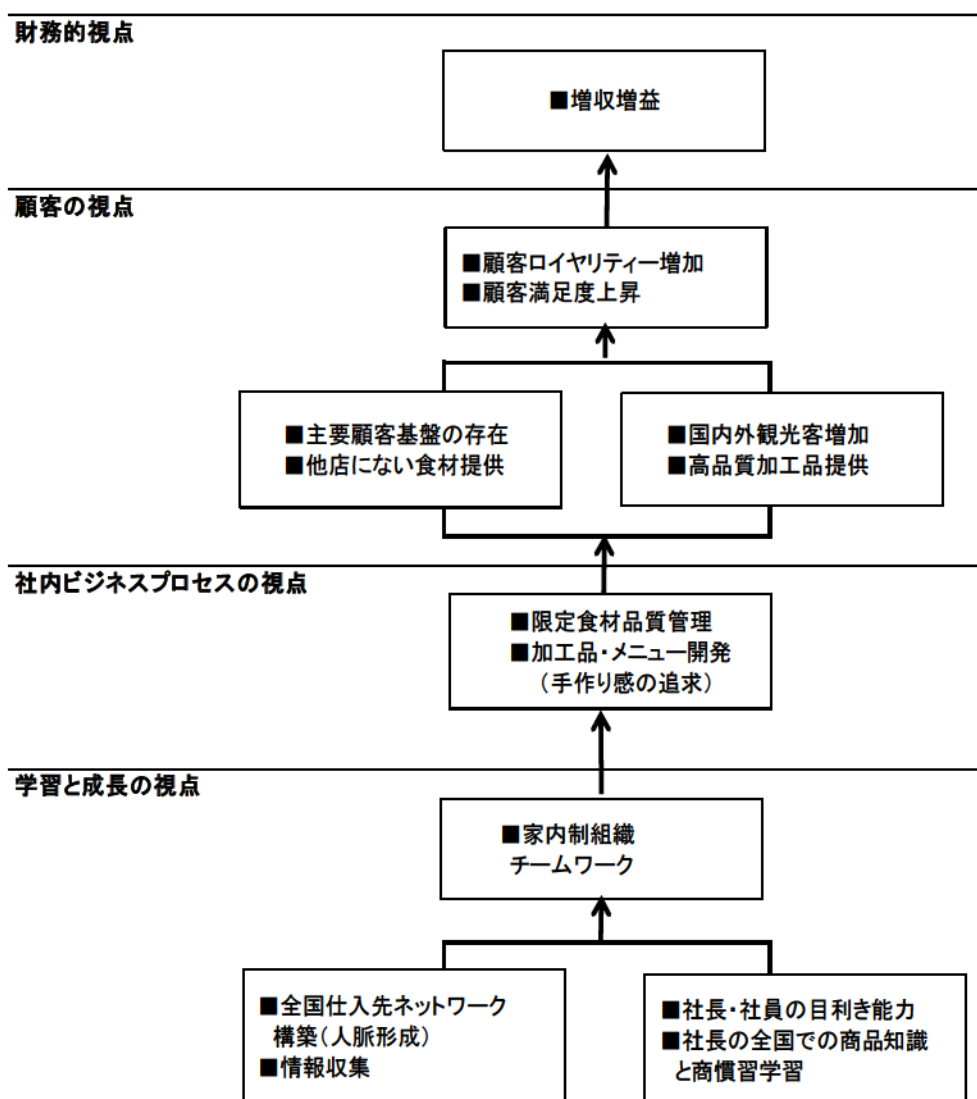 財務的視点
■増収増益
顧客の視点
■顧客ロイヤリティー増加
■顧客満足度上昇
■主要顧客基盤の存在
■他店にない食材提供
■国内外観光客増加
■高品質加工品提供
社内ビジネスプロセスの視点
■限定食材品質管理
■加工品・メニュー開発
（手作り感の追求）
学習と成長の視点
■家内制組織
チームワーク
■全国仕入先ネットワーク
構築（人脈形成）
■情報収集
■社長・社員の目利き能力
■社長の全国での商品知識
と商慣習学習